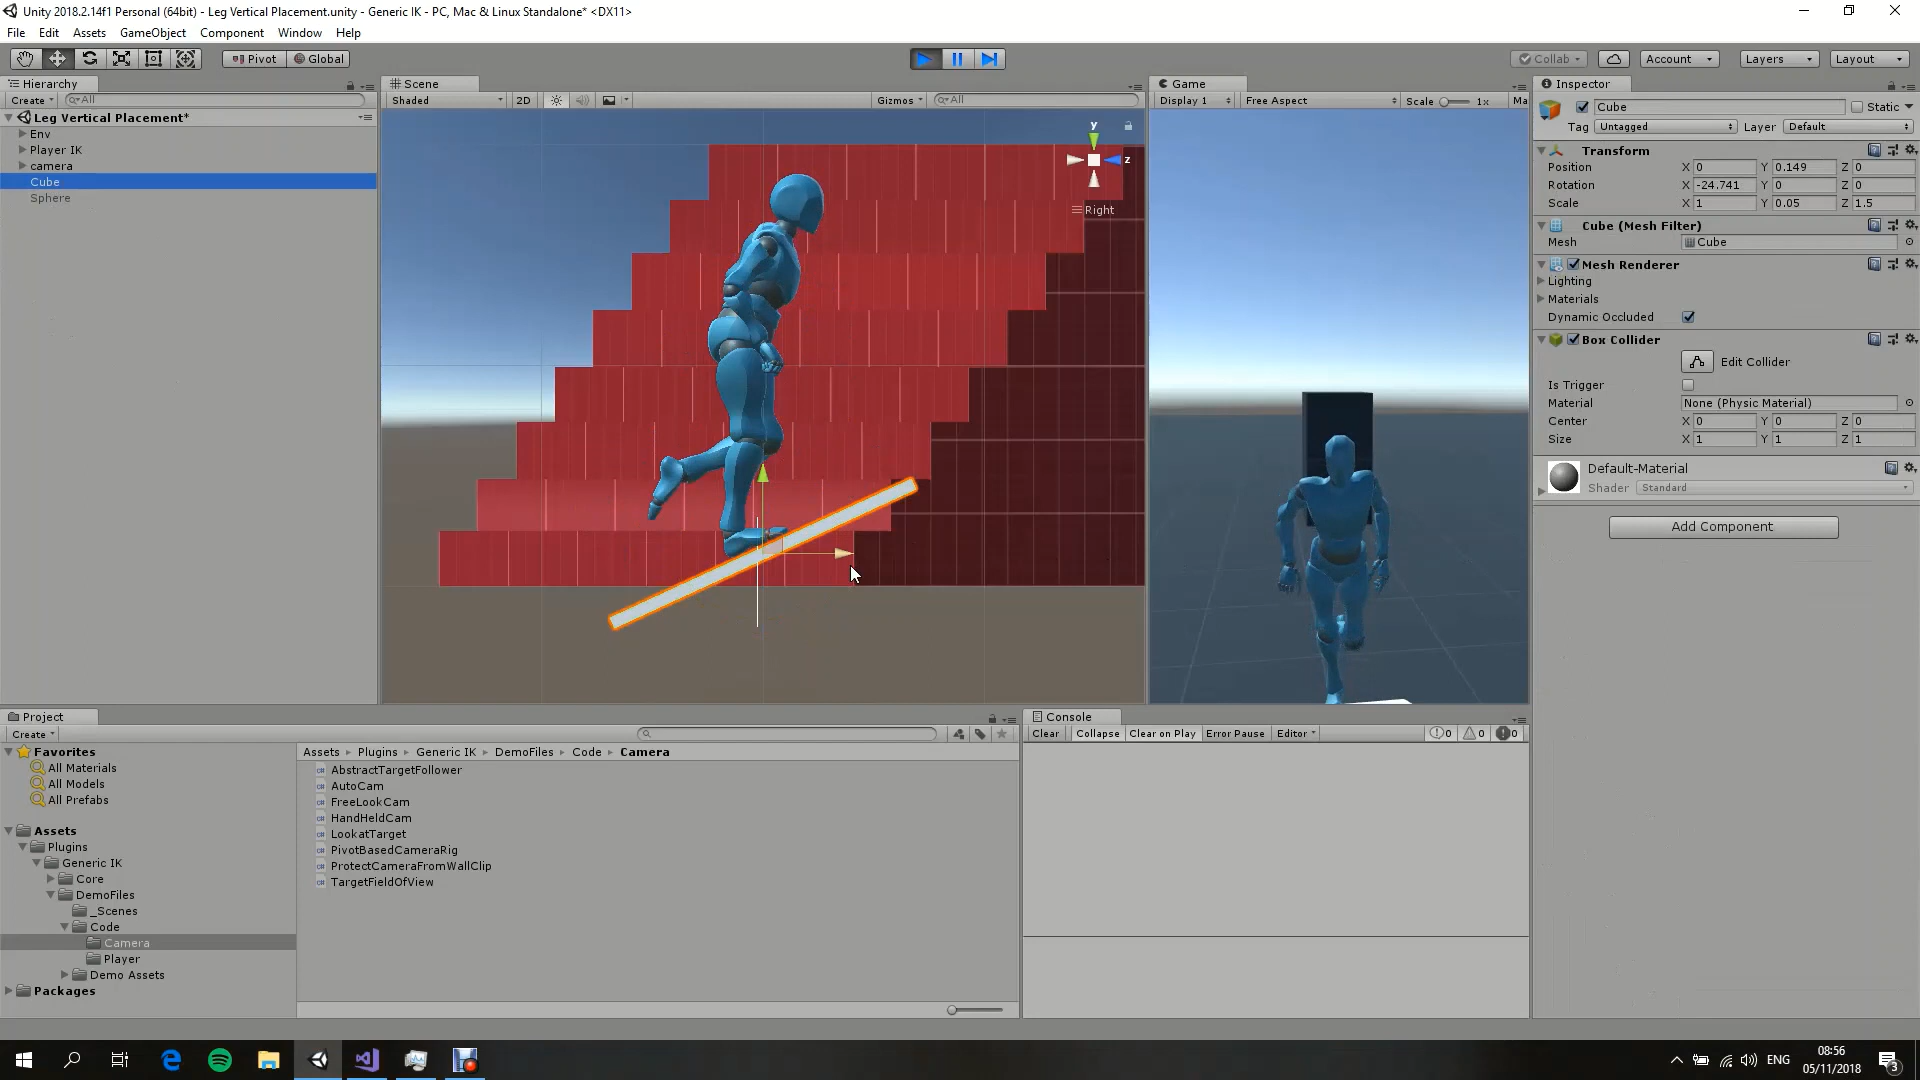 Unity 2018.2.14f1 Personal (64bit) - Leg Vertical Placement.unity - Generic IK - PC, Mac & Linux Standalone* <DX11>
File Edit Assets GameObject Component Window Help
Pivot Global Collab Account Layers Layout
Hierarchy
Create All
Leg Vertical Placement*
Env
Player IK
camera
Cube
Sphere
Scene
Shaded 2D Gizmos All
y
z
Right
Game
Display 1 Free Aspect Scale 1x Ma
Inspector
Cube Static
Tag Untagged Layer Default
Transform
Position X 0 Y 0.149 Z 0
Rotation X -24.741 Y 0 Z 0
Scale X 1 Y 0.05 Z 1.5
Cube (Mesh Filter)
Mesh Cube
Mesh Renderer
Lighting
Materials
Dynamic Occluded
Box Collider
Edit Collider
Is Trigger
Material None (Physic Material)
Center X 0 Y 0 Z 0
Size X 1 Y 1 Z 1
Default-Material
Shader Standard
Add Component
Project
Create
Favorites
All Materials
All Models
All Prefabs
Assets
Plugins
Generic IK
Core
DemoFiles
_Scenes
Code
Camera
Player
Demo Assets
Packages
Assets Plugins Generic IK DemoFiles Code Camera
AbstractTargetFollower
AutoCam
FreeLookCam
HandHeldCam
LookatTarget
PivotBasedCameraRig
ProtectCameraFromWallClip
TargetFieldOfView
Console
Clear Collapse Clear on Play Error Pause Editor 0 0 0
ENG
08:56
05/11/2018
3